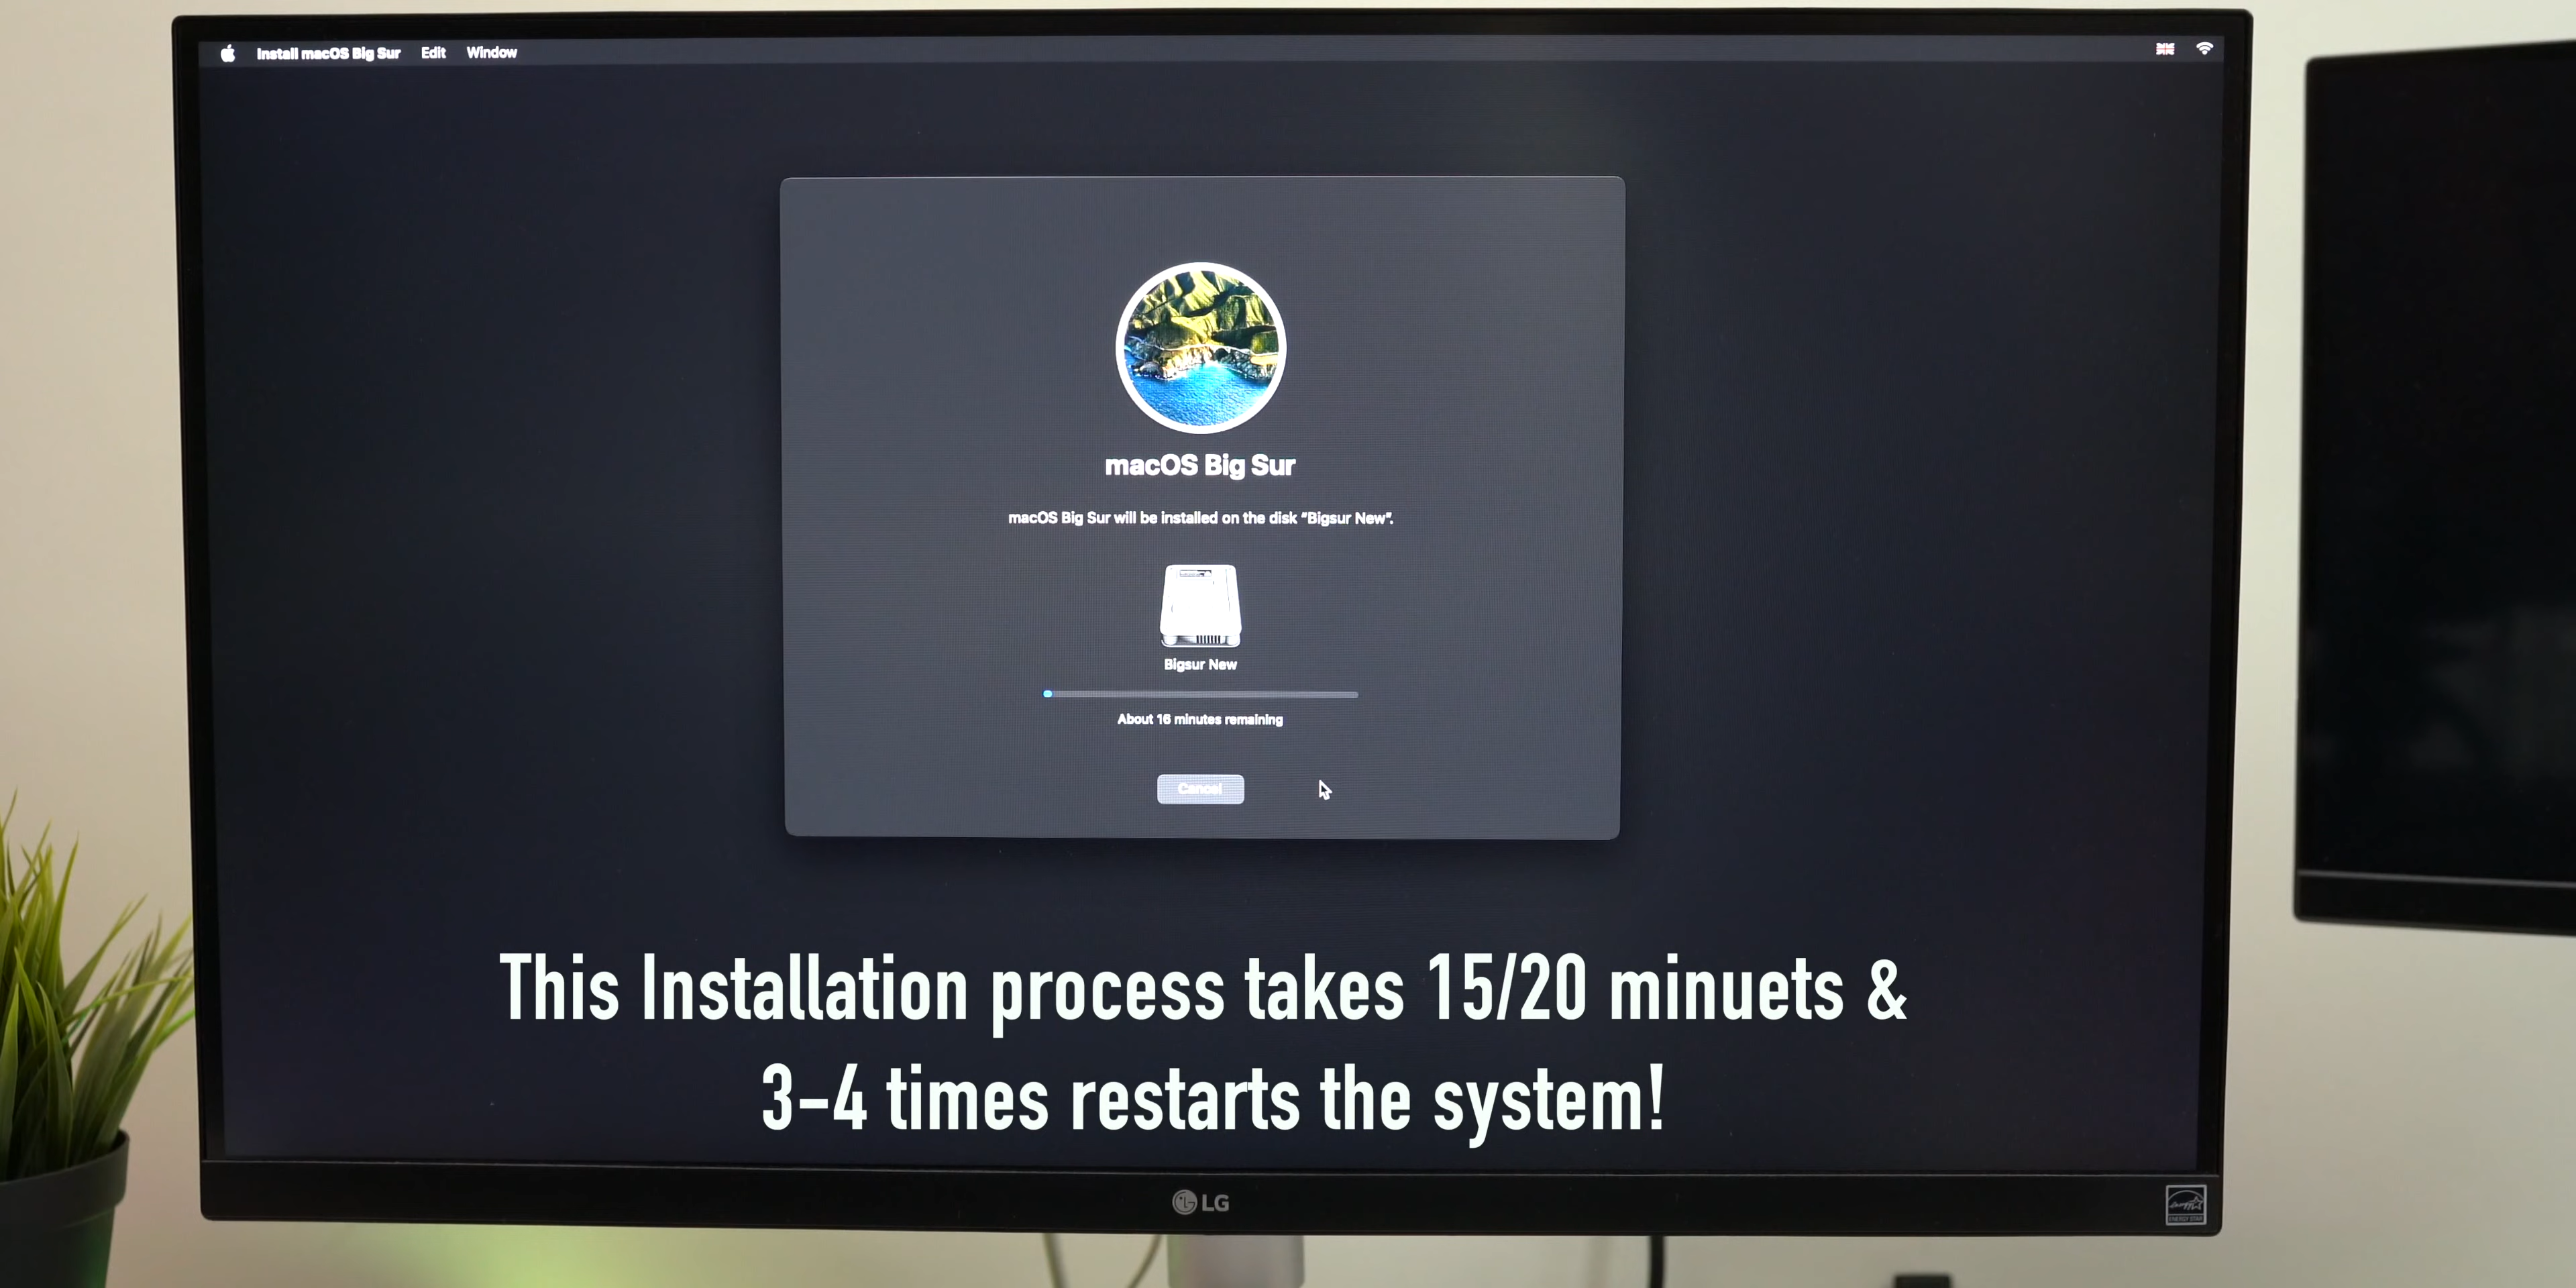 Install macOS Big Sur Edit Window
macOS Big Sur
macOS Big Sur will be installed on the disk “Bigsur New”.
Bigsur New
About 16 minutes remaining
Cancel
This Installation process takes 15/20 minuets &
3-4 times restarts the system!
LG
ENERGY STAR